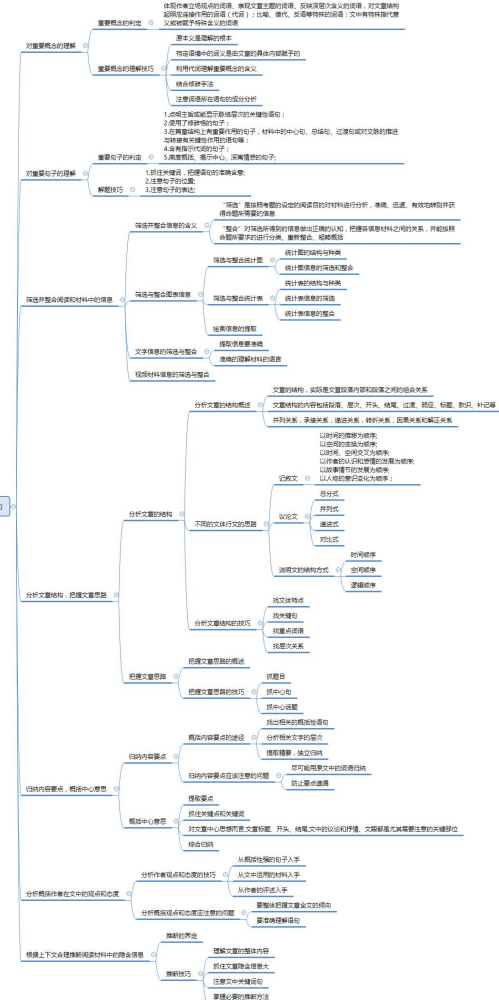 体现作者立场观点的词语、表现文章主题的词语、反映深层次含义的词语、对文章结构
起照应连接作用的词语（代词）；比喻、借代、反语等特殊的词语；文中有特殊指代意
义或被赋予特殊含义的词语
重要概念的判定
对重要概念的理解
原本义是理解的根本
特定语境中的词义是由文章的具体内容赋予的
重要概念的理解技巧
利用代词理解重要概念的含义
结合修辞手法
注意词语所在语句的成分分析
1.点明主旨或能显示脉络层次的关键性语句；
2.使用了修辞格的句子；
3.在篇章结构上有重要作用的句子，材料中的中心句、总结句、过渡句或对文脉的推进
与转接有关键性作用的语句等；
4.含有指示代词的句子；
5.高度概括、揭示中心、深寓情想的句子；
重要句子的判定
对重要句子的理解
1.抓住关键词，把握语句的准确含意；
2.注意句子的位置；
3.注意句子的表达；
解题技巧
“筛选”是按照考题的设定的阅读目的对材料进行分析，准确、迅速、有效地辨别并获
得命题所需要的信息
筛选并整合信息的含义
“整合”对筛选所得到的信息做出正确的认知，把握各信息材料之间的关系，并能按照
命题所要求的进行分类、重新整合、粗略概括
统计图的结构与种类
筛选与整合统计图
统计图信息的筛选和整合
统计表的结构与种类
筛选与整合图表信息
筛选与整合统计表
统计表信息的筛选
筛选并整合阅读和材料中的信息
统计表信息的整合
绘画信息的提取
提取信息要准确
文字信息的筛选与整合
准确的理解材料的语言
视频材料信息的筛选与整合
文章的结构，实际是文章段落内部和段落之间的组合关系
分析文章的结构概述
文章结构的内容包括段落、层次、开头、结尾、过渡、照应、标题、款识、补记等
并列关系，承接关系，递进关系，转折关系，因果关系和解正关系
以时间的推移为顺序;
以空间的变换为顺序;
以时间、空间交叉为顺序;
以作者的认识和感情的发展为顺序;
以故事情节的发展为顺序;
以人物的意识变化为顺序；
记叙文
总分式
分析文章的结构
议论文
并列式
不同的文体行文的思路
递进式
对比式
时间顺序
说明文的结构方式
空间顺序
逻辑顺序
分析文章结构，把握文章思路
找文体特点
分析文章结构的技巧
找关键句
找重点词语
找层次关系
把握文章思路的概述
把握文章思路
抓题目
把握文章思路的技巧
抓中心句
抓中心话题
找出相关的概括性语句
概括内容要点的途径
分析相关文字的层次
归纳内容要点
提取精要，独立归纳
尽可能用原文中的词语归纳
归纳内容要点应该注意的问题
防止要点遗漏
归纳内容要点，概括中心意思
提取要点
抓住关键点和关键词
概括中心意思
对文章中心思想而言,文章标题、开头、结尾,文中的议论和抒情、文眼都是尤其需要注意的关键部位
综合归纳
从概括性强的句子入手
分析作者观点和态度的技巧
从文中运用的材料入手
从作者的评述入手
分析概括作者在文中的观点和态度
要整体把握文章全文的倾向
分析概括观点和态度应注意的问题
要准确理解语句
推断的界定
根据上下文合理推断阅读材料中的隐含信息
理解文章的整体内容
抓住文章隐含信息大
推断技巧
注意文中关键词句
掌握必要的推断方法